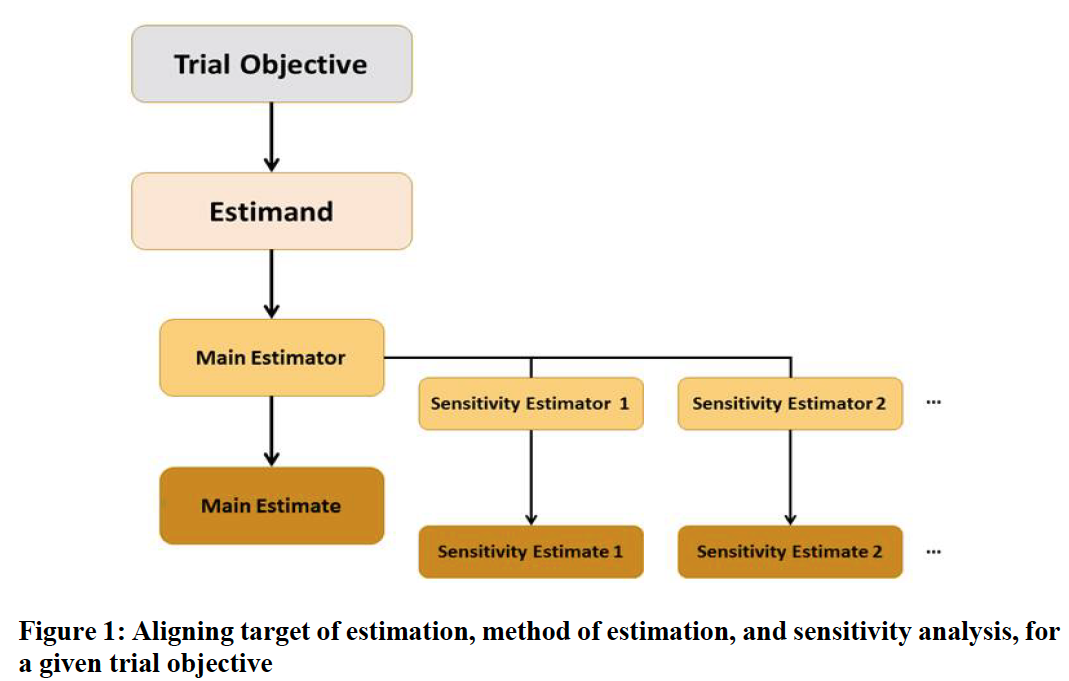 Trial Objective
Estimand
Main Estimator
Sensitivity Estimator 1
Sensitivity Estimator 2
...
Main Estimate
Sensitivity Estimate 1
Sensitivity Estimate 2
...
Figure 1: Aligning target of estimation, method of estimation, and sensitivity analysis, for
a given trial objective